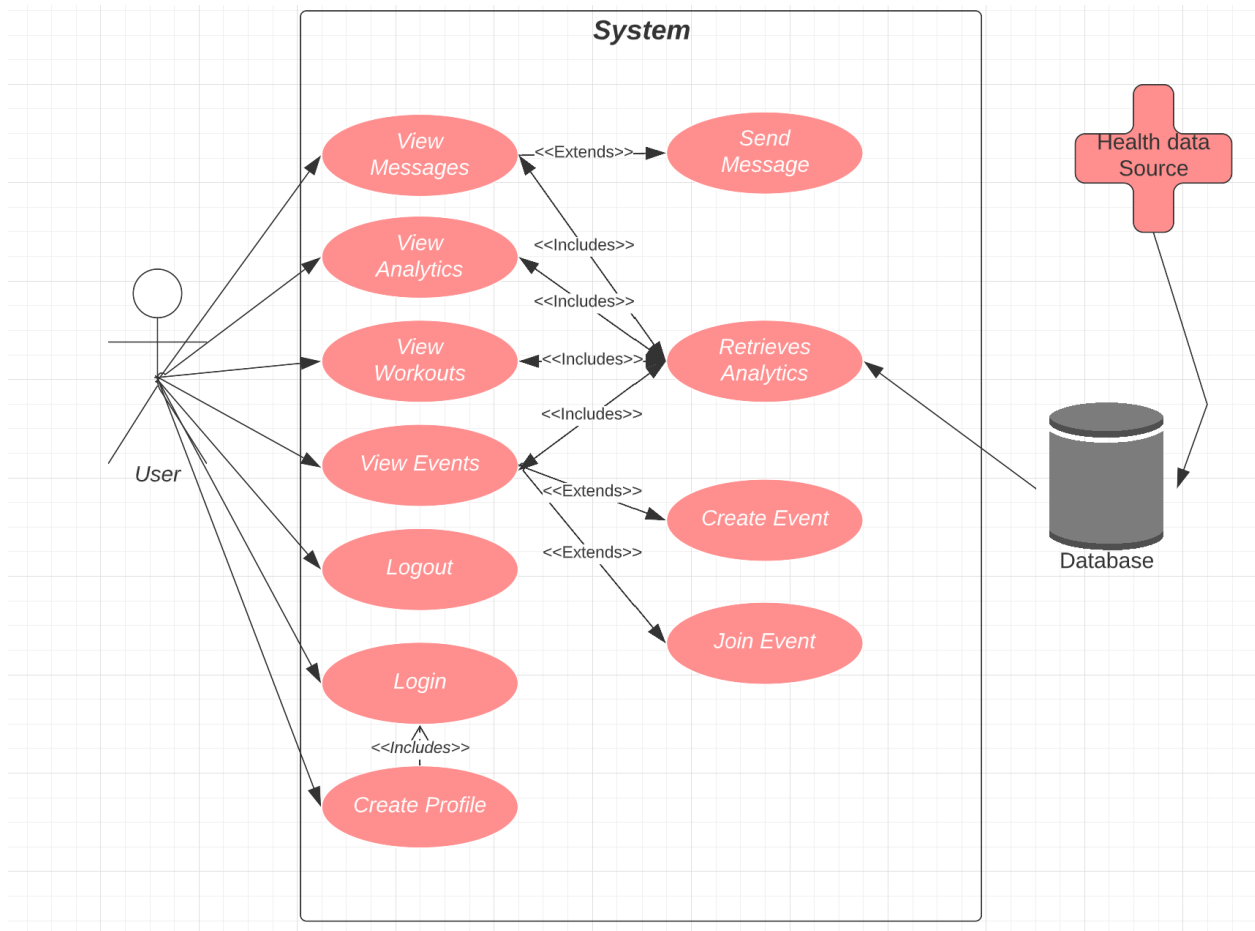 System
View
Messages
<<Extends>>
Send
Message
Health data
Source
<<Includes>>
View
Analytics
<<Includes>>
View
Workouts
<<Includes>>
Retrieves
Analytics
<<Includes>>
User
View Events
<<Extends>>
Create Event
<<Extends>>
Database
Logout
Join Event
Login
<<Includes>>
Create Profile